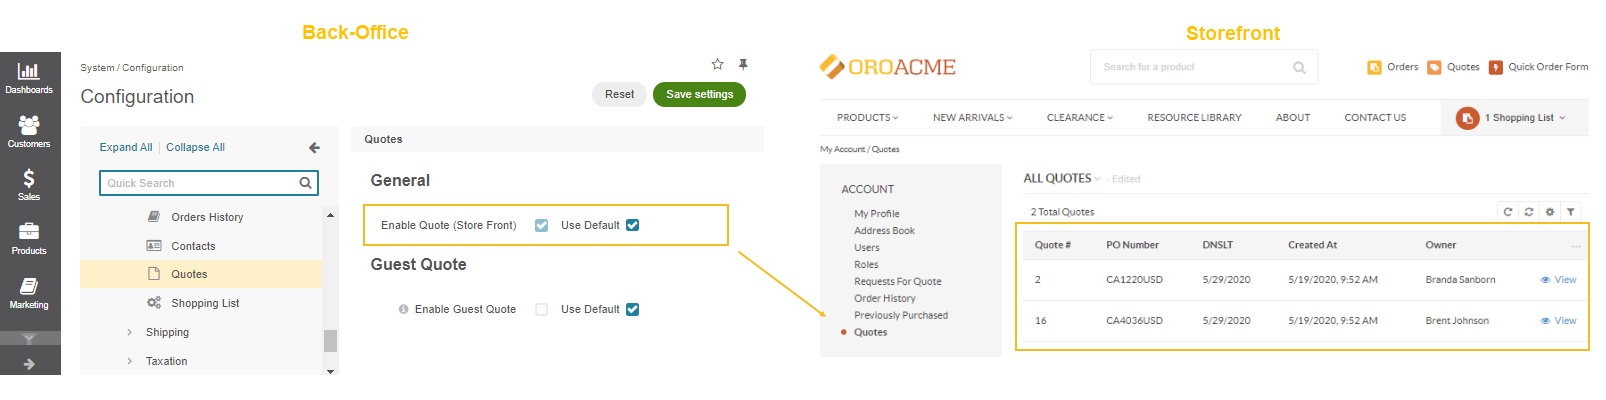 Back-Office
Storefront
Dashboards
Customers
Sales
Products
Marketing
System / Configuration
Configuration
Reset
Save settings
Expand All | Collapse All
Quick Search
Orders History
Contacts
Quotes
Shopping List
Shipping
Taxation
Quotes
General
Enable Quote (Store Front) Use Default
Guest Quote
Enable Guest Quote Use Default
OROACME
Search for a product
Orders Quotes Quick Order Form
PRODUCTS NEW ARRIVALS CLEARANCE RESOURCE LIBRARY ABOUT CONTACT US 1 Shopping List
My Account / Quotes
ACCOUNT
My Profile
Address Book
Users
Roles
Requests For Quote
Order History
Previously Purchased
Quotes
ALL QUOTES - Edited
2 Total Quotes
Quote # PO Number DNSLT Created At Owner ...
2 CA1220USD 5/29/2020 5/19/2020, 9:52 AM Branda Sanborn View
16 CA4036USD 5/29/2020 5/19/2020, 9:52 AM Brent Johnson View